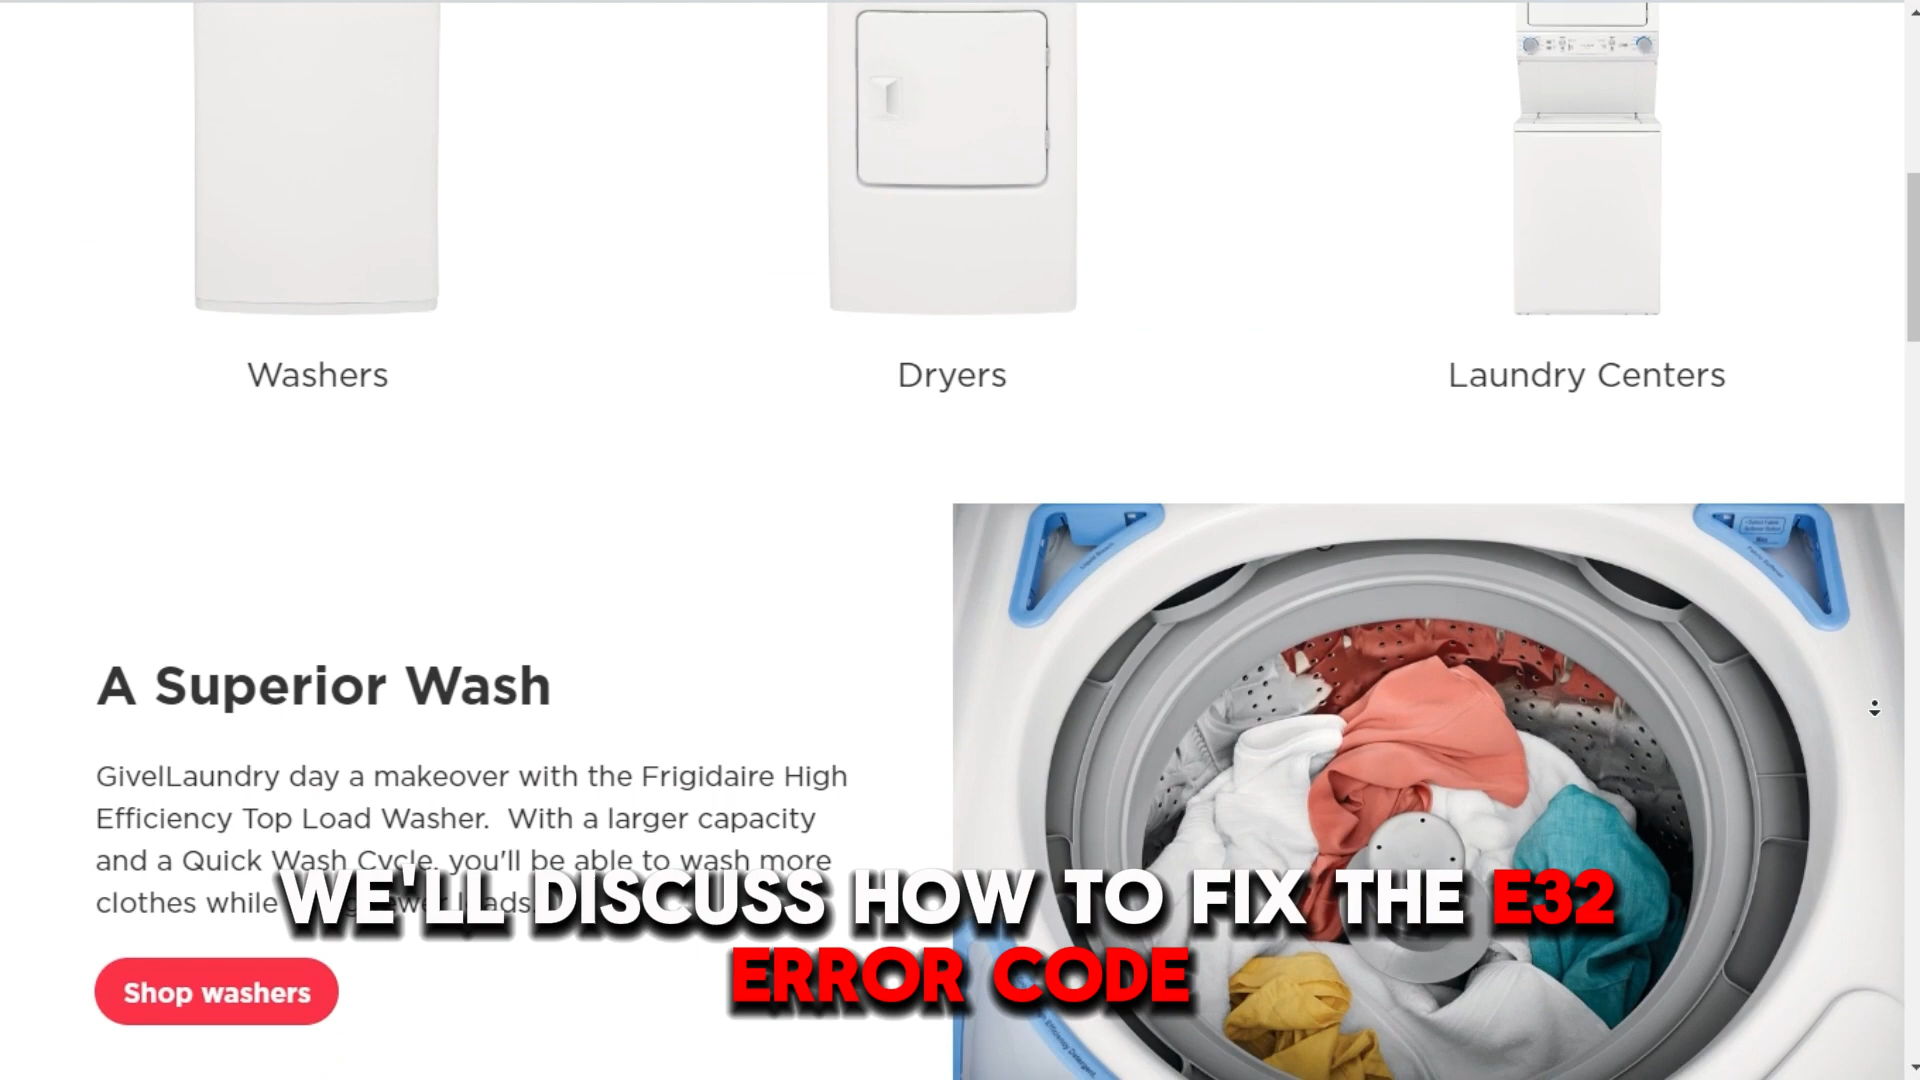 Washers
Dryers
Laundry Centers
A Superior Wash
GivelLaundry day a makeover with the Frigidaire High
Efficiency Top Load Washer.  With a larger capacity
and a Quick Wash Cycle, you'll be able to wash more
clothes while
WE'LL DISCUSS HOW TO FIX THE E32
ERROR CODE
Shop washers